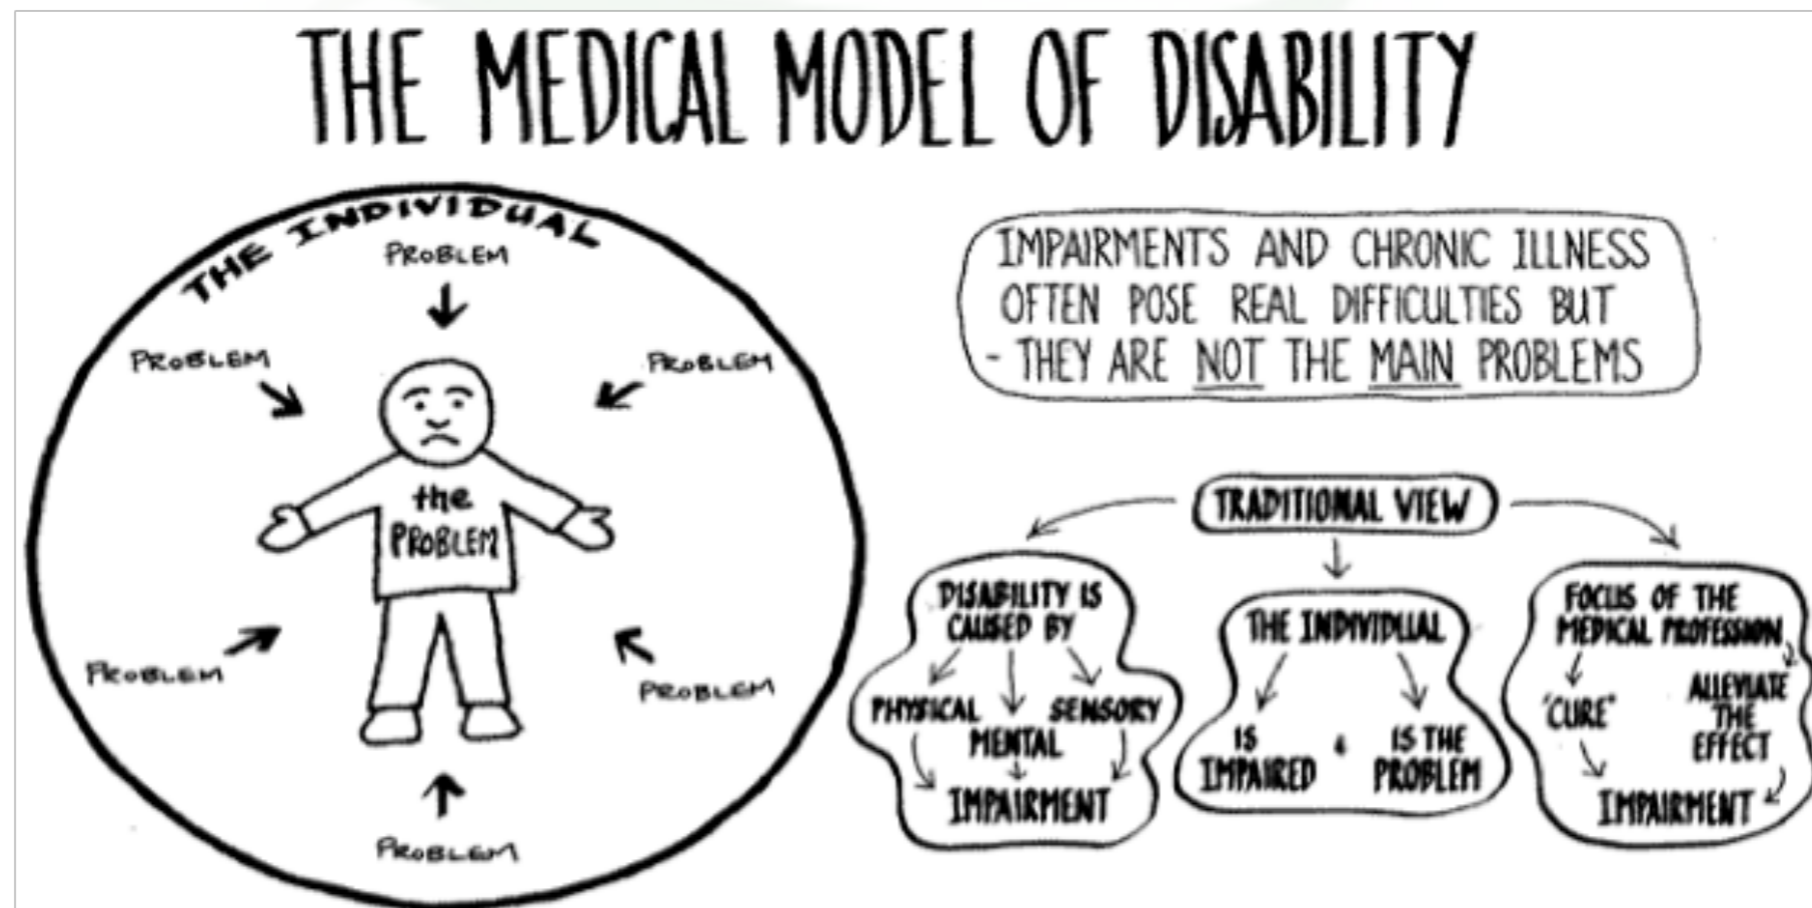 THE MEDICAL MODEL OF DISABILITY
THE INDIVIDUAL
PROBLEM
PROBLEM
PROBLEM
the
PROBLEM
PROBLEM
PROBLEM
PROBLEM
IMPAIRMENTS AND CHRONIC ILLNESS
OFTEN POSE REAL DIFFICULTIES BUT
- THEY ARE NOT THE MAIN PROBLEMS
TRADITIONAL VIEW
DISABILITY IS
CAUSED BY
PHYSICAL SENSORY
MENTAL
IMPAIRMENT
THE INDIVIDUAL
IS
IMPAIRED
&
IS THE
PROBLEM
FOCUS OF THE
MEDICAL PROFESSION
"CURE"
ALLEVIATE
THE
EFFECT
IMPAIRMENT